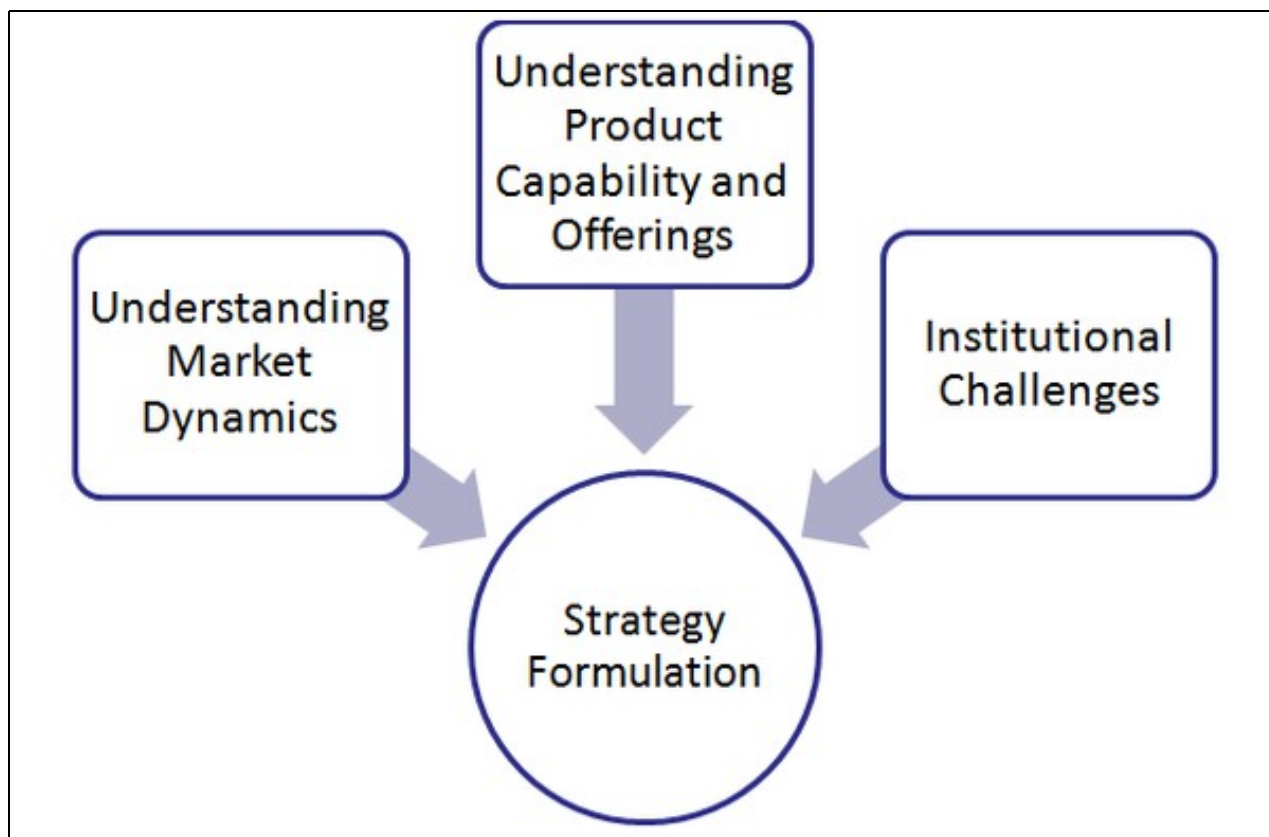 Understanding
Product
Capability and
Offerings
Understanding
Market
Dynamics
Institutional
Challenges
Strategy
Formulation